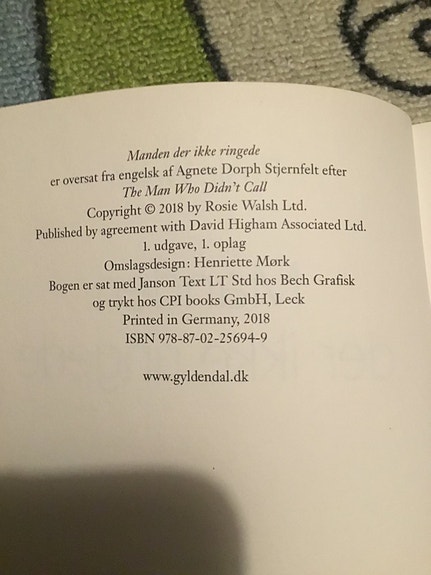 Manden der ikke ringede
er oversat fra engelsk af Agnete Dorph Stjernfelt efter
The Man Who Didn't Call
Copyright © 2018 by Rosie Walsh Ltd.
Published by agreement with David Higham Associated Ltd.
1. udgave, 1. oplag
Omslagsdesign: Henriette Mørk
Bogen er sat med Janson Text LT Std hos Bech Grafisk
og trykt hos CPI books GmbH, Leck
Printed in Germany, 2018
ISBN 978-87-02-25694-9
www.gyldendal.dk